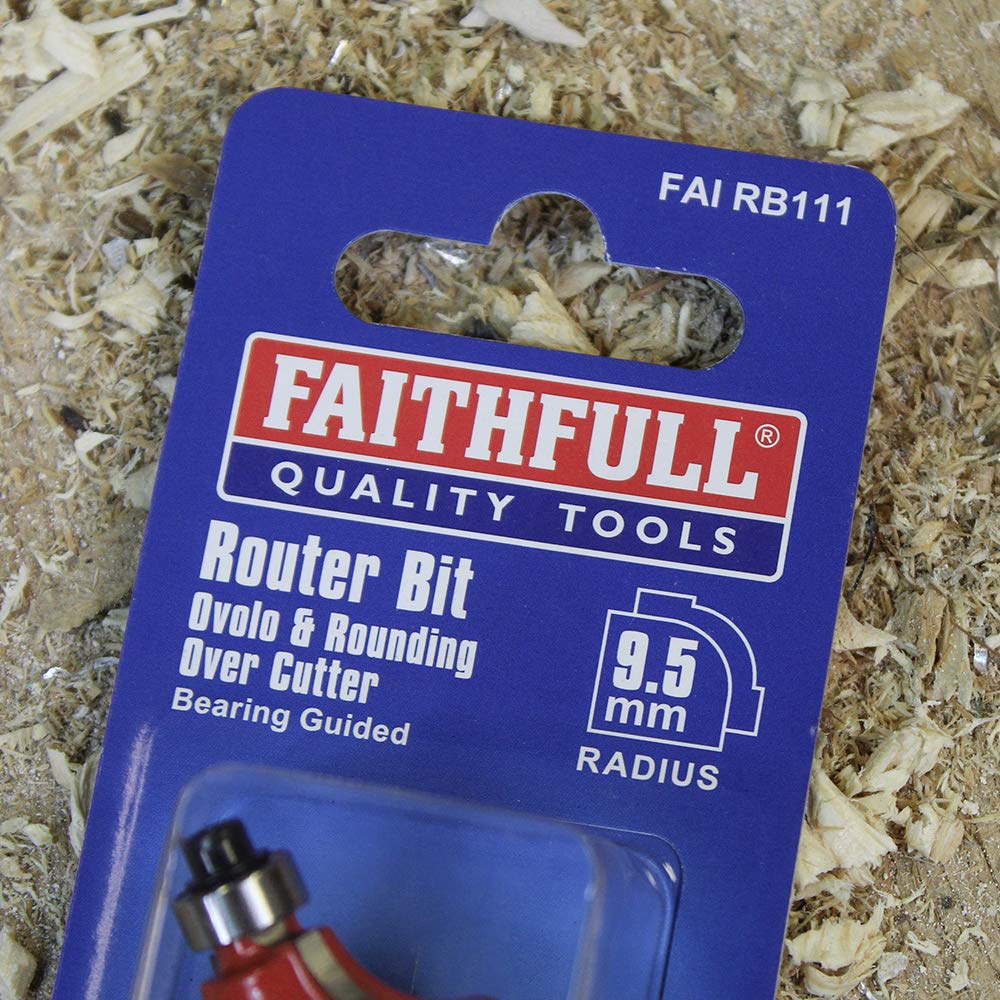 FAI RB111
FAITHFULL®
QUALITY TOOLS
Router Bit
Ovolo & Rounding
Over Cutter
Bearing Guided
9.5
mm
RADIUS